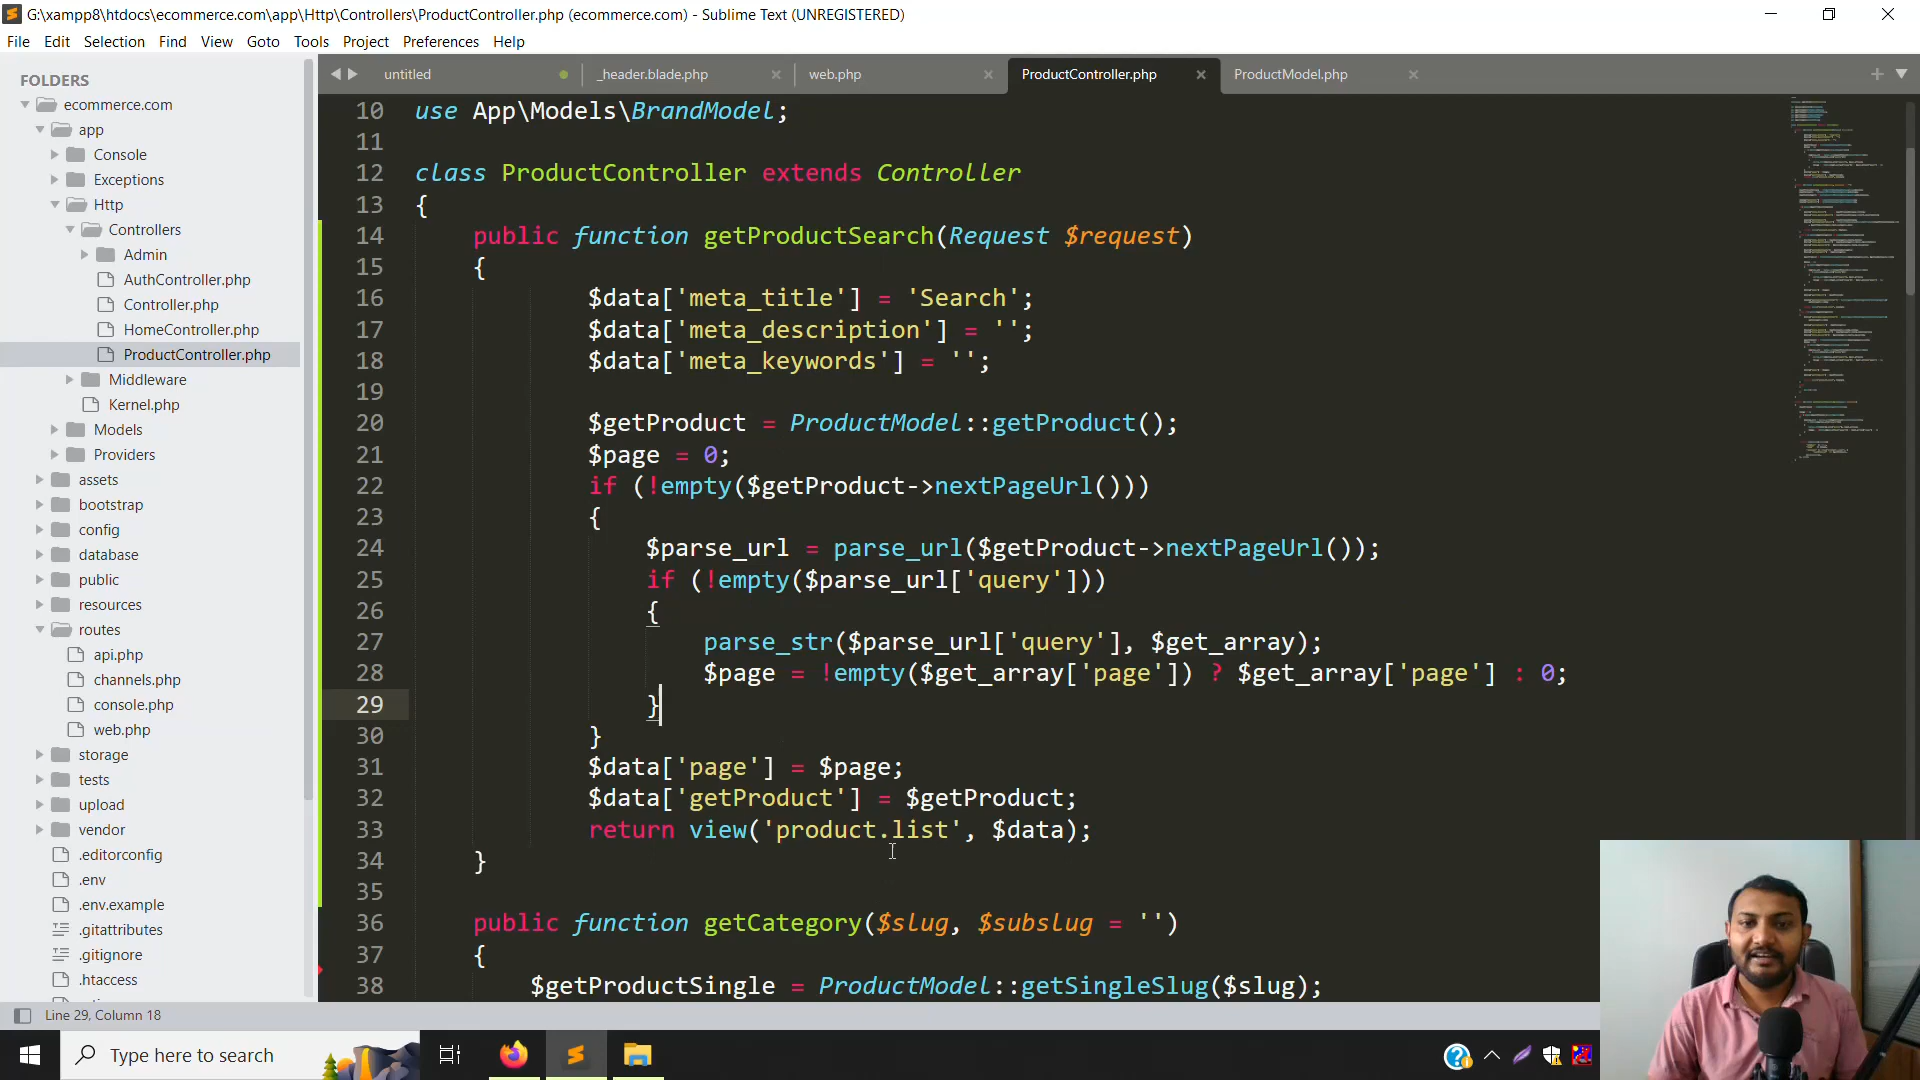 G:\xampp8\htdocs\ecommerce.com\app\Http\Controllers\ProductController.php (ecommerce.com) - Sublime Text (UNREGISTERED)
File Edit Selection Find View Goto Tools Project Preferences Help
FOLDERS
ecommerce.com
app
Console
Exceptions
Http
Controllers
Admin
AuthController.php
Controller.php
HomeController.php
ProductController.php
Middleware
Kernel.php
Models
Providers
assets
bootstrap
config
database
public
resources
routes
api.php
channels.php
console.php
web.php
storage
tests
upload
vendor
.editorconfig
.env
.env.example
.gitattributes
.gitignore
.htaccess
untitled _header.blade.php web.php ProductController.php ProductModel.php
10 use App\Models\BrandModel;
11
12 class ProductController extends Controller
13 {
14 public function getProductSearch(Request $request)
15 {
16 $data['meta_title'] = 'Search';
17 $data['meta_description'] = '';
18 $data['meta_keywords'] = '';
19
20 $getProduct = ProductModel::getProduct();
21 $page = 0;
22 if (!empty($getProduct->nextPageUrl()))
23 {
24 $parse_url = parse_url($getProduct->nextPageUrl());
25 if (!empty($parse_url['query']))
26 {
27 parse_str($parse_url['query'], $get_array);
28 $page = !empty($get_array['page']) ? $get_array['page'] : 0;
29 }
30 }
31 $data['page'] = $page;
32 $data['getProduct'] = $getProduct;
33 return view('product.list', $data);
34 }
35
36 public function getCategory($slug, $subslug = '')
37 {
38 $getProductSingle = ProductModel::getSingleSlug($slug);
Line 29, Column 18
Type here to search